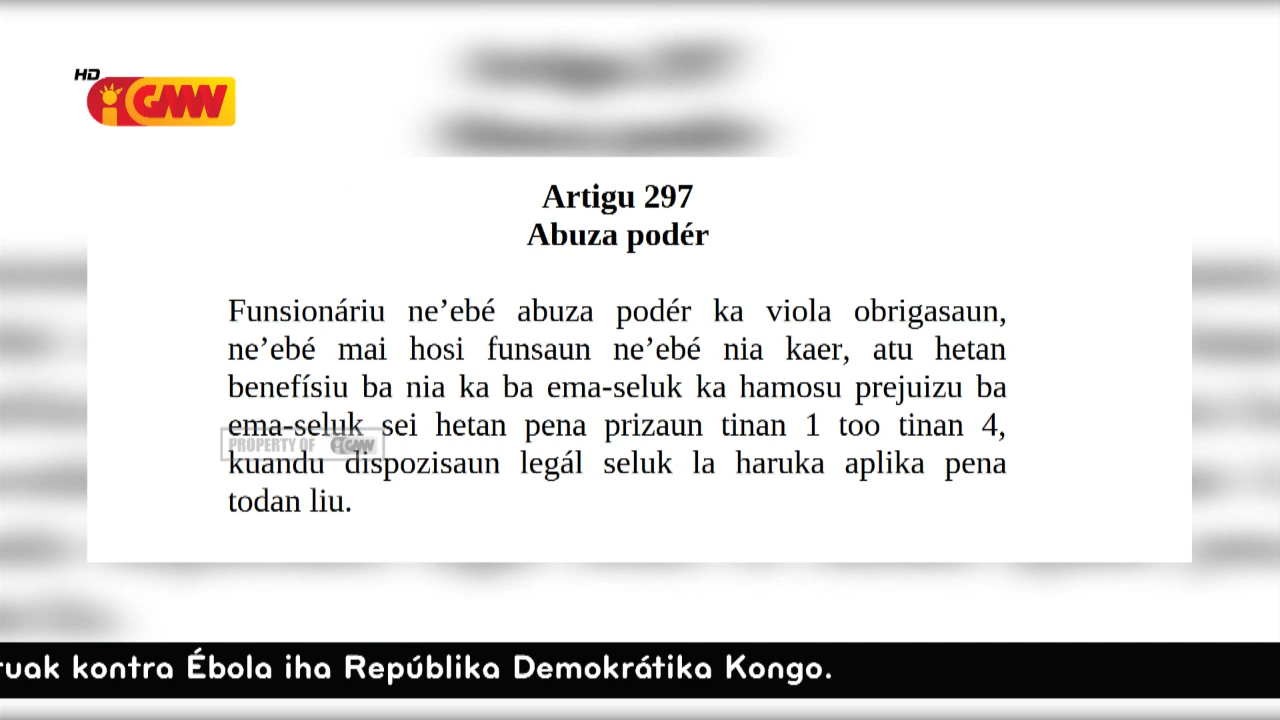 HD
GMN
Artigu 297
Abuza podér
Funsionáriu ne’ebé abuza podér ka viola obrigasaun,
ne’ebé mai hosi funsaun ne’ebé nia kaer, atu hetan
benefísiu ba nia ka ba ema-seluk ka hamosu prejuizu ba
ema-seluk sei hetan pena prizaun tinan 1 too tinan 4,
PROPERTY OF GMN
kuandu dispozisaun legál seluk la haruka aplika pena
todan liu.
ruak kontra Ébola iha Repúblika Demokrátika Kongo.